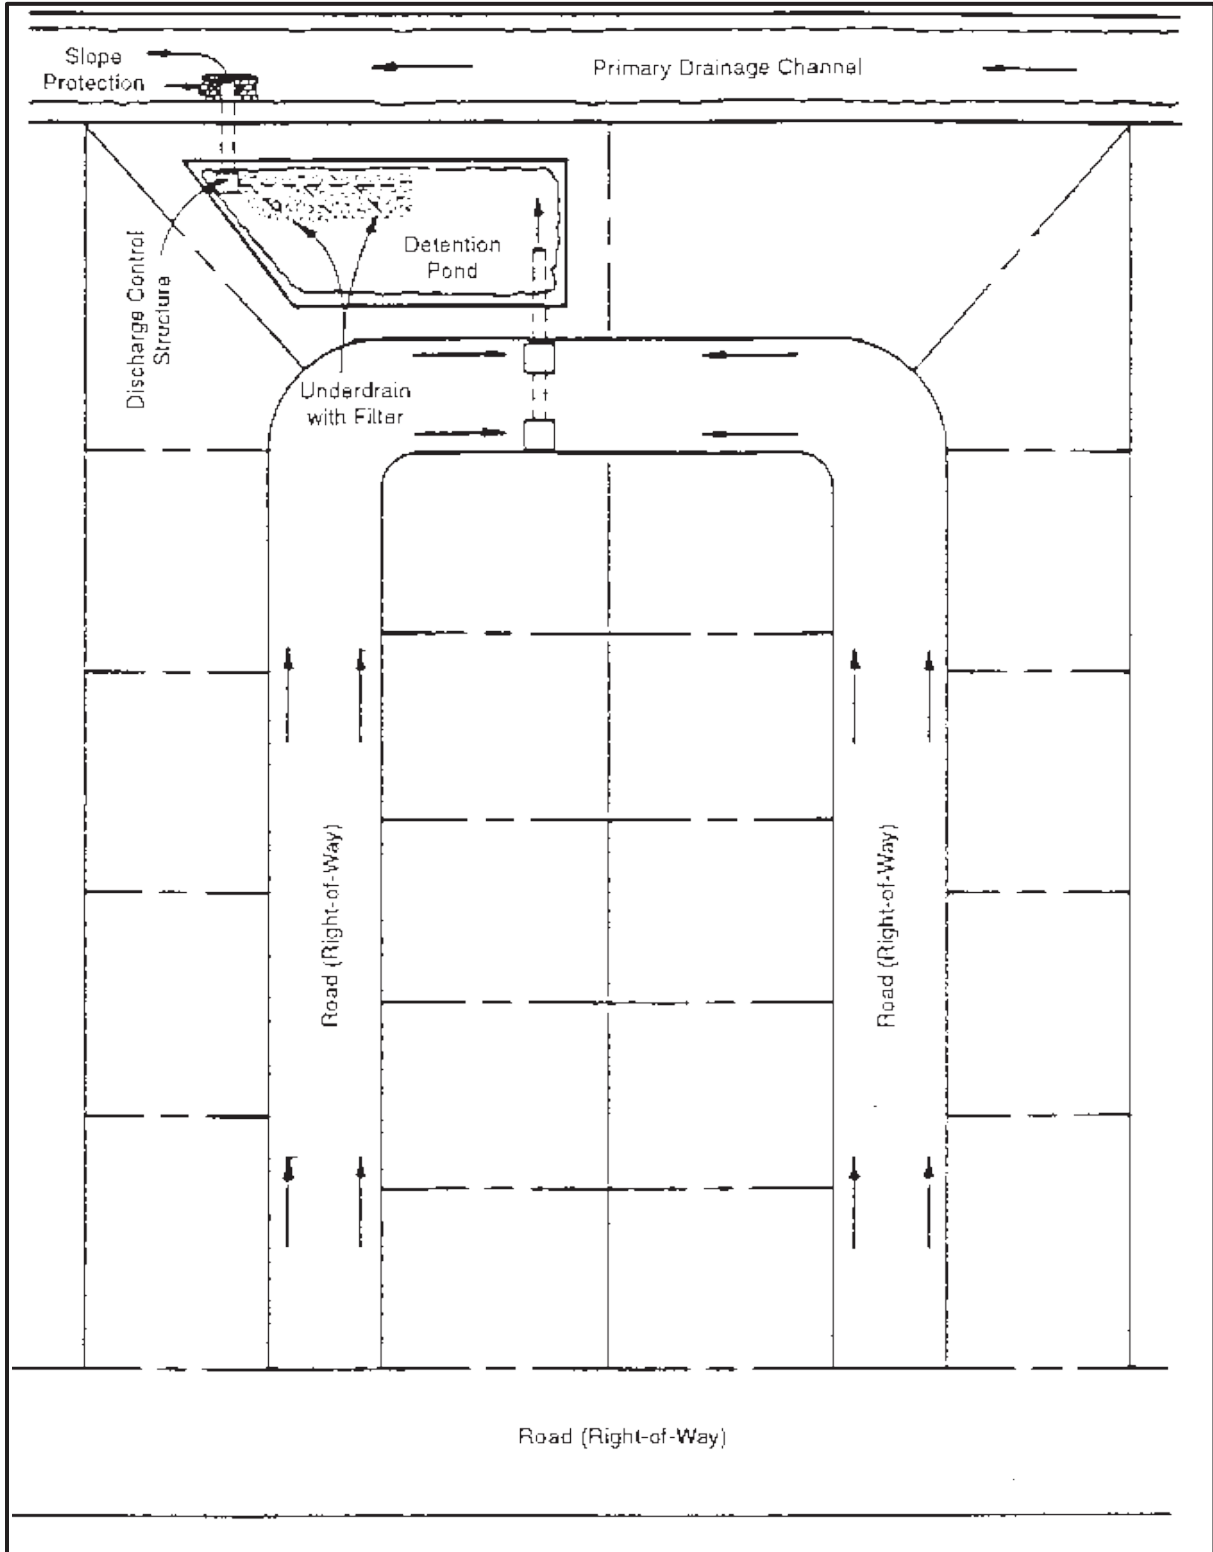 Slope
Protection
Primary Drainage Channel
Detention
Pond
Discharge Control
Structure
Underdrain
with Filter
Road (Right-of-Way)
Road (Right-of-Way)
Road (Right-of-Way)